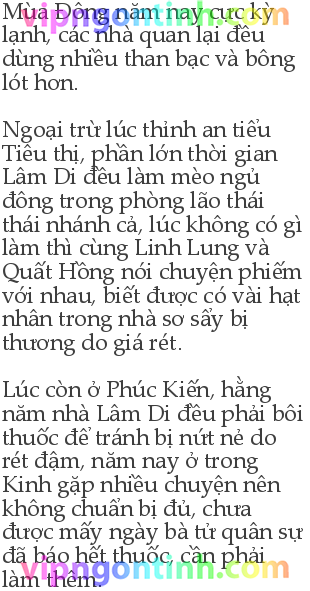 Mùa Đông năm nay cực kỳ
lạnh, các nhà quan lại đều
dùng nhiều than bạc và bông
lót hơn.
Ngoại trừ lúc thỉnh an tiểu
Tiêu thị, phần lớn thời gian
Lâm Di đều làm mèo ngủ
đông trong phòng lão thái
thái nhánh cả, lúc không có gì
làm thì cùng Linh Lung và
Quất Hồng nói chuyện phiếm
với nhau, biết được có vài hạt
nhân trong nhà sơ sẩy bị
thương do giá rét.
Lúc còn ở Phúc Kiến, hằng
năm nhà Lâm Di đều phải bôi
thuốc để tránh bị nứt nẻ do
rét đậm, năm nay ở trong
Kinh gặp nhiều chuyện nên
không chuẩn bị đủ, chưa
được mấy ngày bà tử quân sự
đã báo hết thuốc, cần phải
làm thêm.
vipngontinh.com
vipngontinh.com